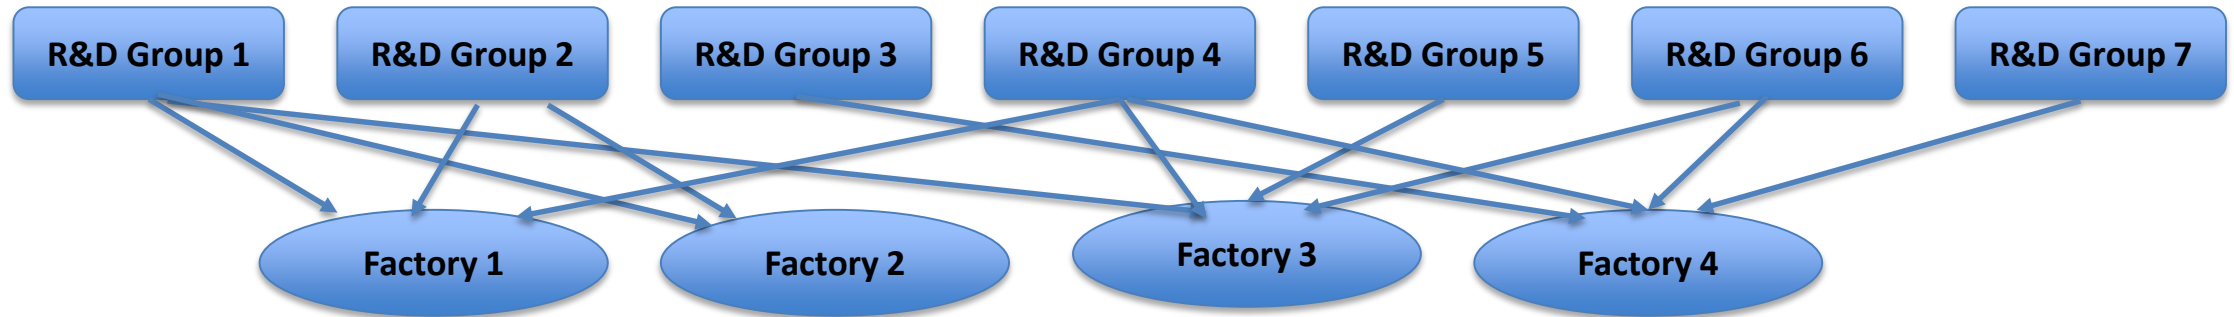 R&D Group 1
R&D Group 2
R&D Group 3
R&D Group 4
R&D Group 5
R&D Group 6
R&D Group 7
Factory 1
Factory 2
Factory 3
Factory 4